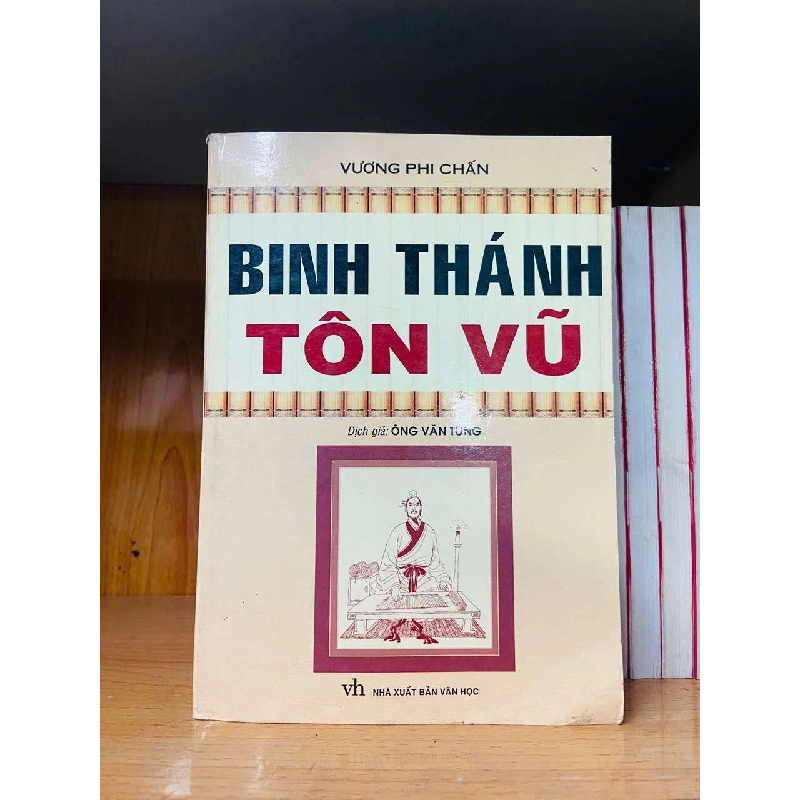 VƯƠNG PHI CHẤN
BINH THÁNH
TÔN VŨ
Dịch giả: ÔNG VĂN TÙNG
vh NHÀ XUẤT BẢN VĂN HỌC